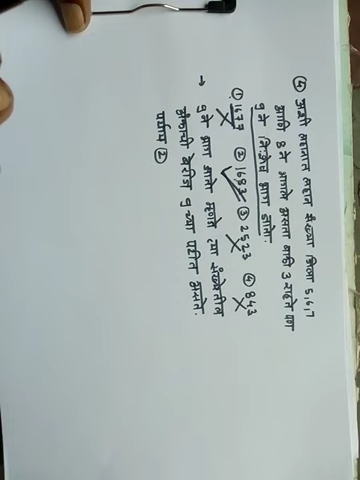 ④ अशी लहानात लहान संख्या जिला 5,6,7
आणि 8 ने भागले असता बाकी 3 राहते पण
9 ने निःशेष भाग जातो.
① 1677 ② 1683 ③ 2523 ④ 843
→ 9 ने भाग जातो म्हणजे त्या संख्येतील
अंकांची बेरीज 9 च्या पटीत असते.
पर्याय ②